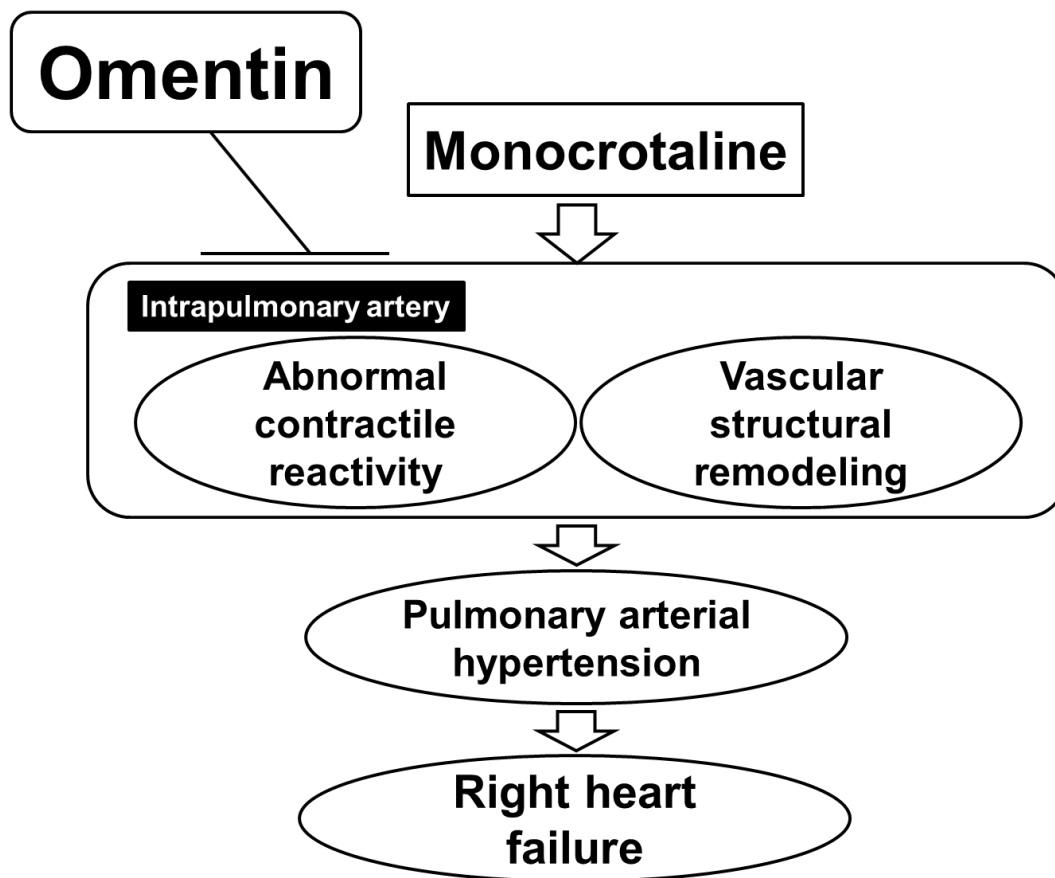 Omentin
Monocrotaline
Intrapulmonary artery
Abnormal
contractile
reactivity
Vascular
structural
remodeling
Pulmonary arterial
hypertension
Right heart
failure